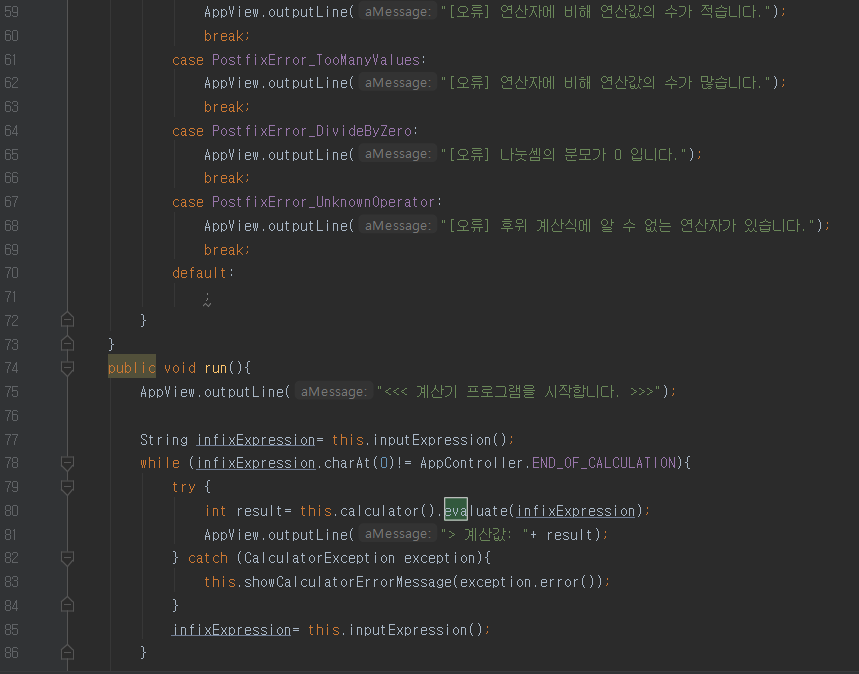 59 AppView.outputLine( aMessage: "[오류] 연산자에 비해 연산값의 수가 적습니다.");
60 break;
61 case PostfixError_TooManyValues:
62 AppView.outputLine( aMessage: "[오류] 연산자에 비해 연산값의 수가 많습니다.");
63 break;
64 case PostfixError_DivideByZero:
65 AppView.outputLine( aMessage: "[오류] 나눗셈의 분모가 0 입니다.");
66 break;
67 case PostfixError_UnknownOperator:
68 AppView.outputLine( aMessage: "[오류] 후위 계산식에 알 수 없는 연산자가 있습니다.");
69 break;
70 default:
71 ;
72 }
73 }
74 public void run(){
75 AppView.outputLine( aMessage: "<<< 계산기 프로그램을 시작합니다. >>>");
76
77 String infixExpression= this.inputExpression();
78 while (infixExpression.charAt(0)!= AppController.END_OF_CALCULATION){
79 try {
80 int result= this.calculator().evaluate(infixExpression);
81 AppView.outputLine( aMessage: "> 계산값: "+ result);
82 } catch (CalculatorException exception){
83 this.showCalculatorErrorMessage(exception.error());
84 }
85 infixExpression= this.inputExpression();
86 }